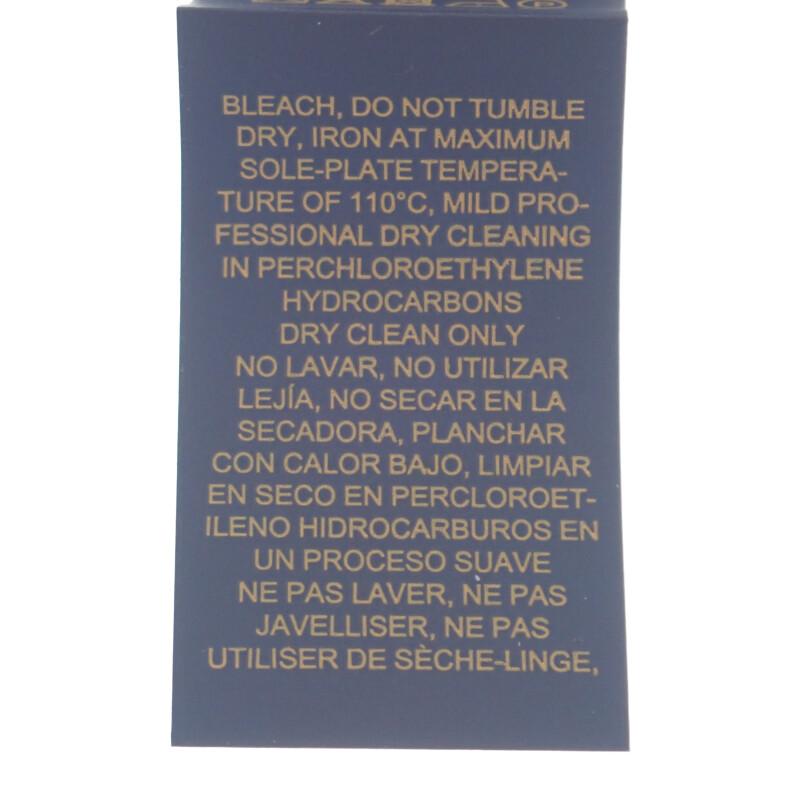 BLEACH, DO NOT TUMBLE
DRY, IRON AT MAXIMUM
SOLE-PLATE TEMPERA-
TURE OF 110°C, MILD PRO-
FESSIONAL DRY CLEANING
IN PERCHLOROETHYLENE
HYDROCARBONS
DRY CLEAN ONLY
NO LAVAR, NO UTILIZAR
LEJÍA, NO SECAR EN LA
SECADORA, PLANCHAR
CON CALOR BAJO, LIMPIAR
EN SECO EN PERCLOROET-
ILENO HIDROCARBUROS EN
UN PROCESO SUAVE
NE PAS LAVER, NE PAS
JAVELLISER, NE PAS
UTILISER DE SÈCHE-LINGE,